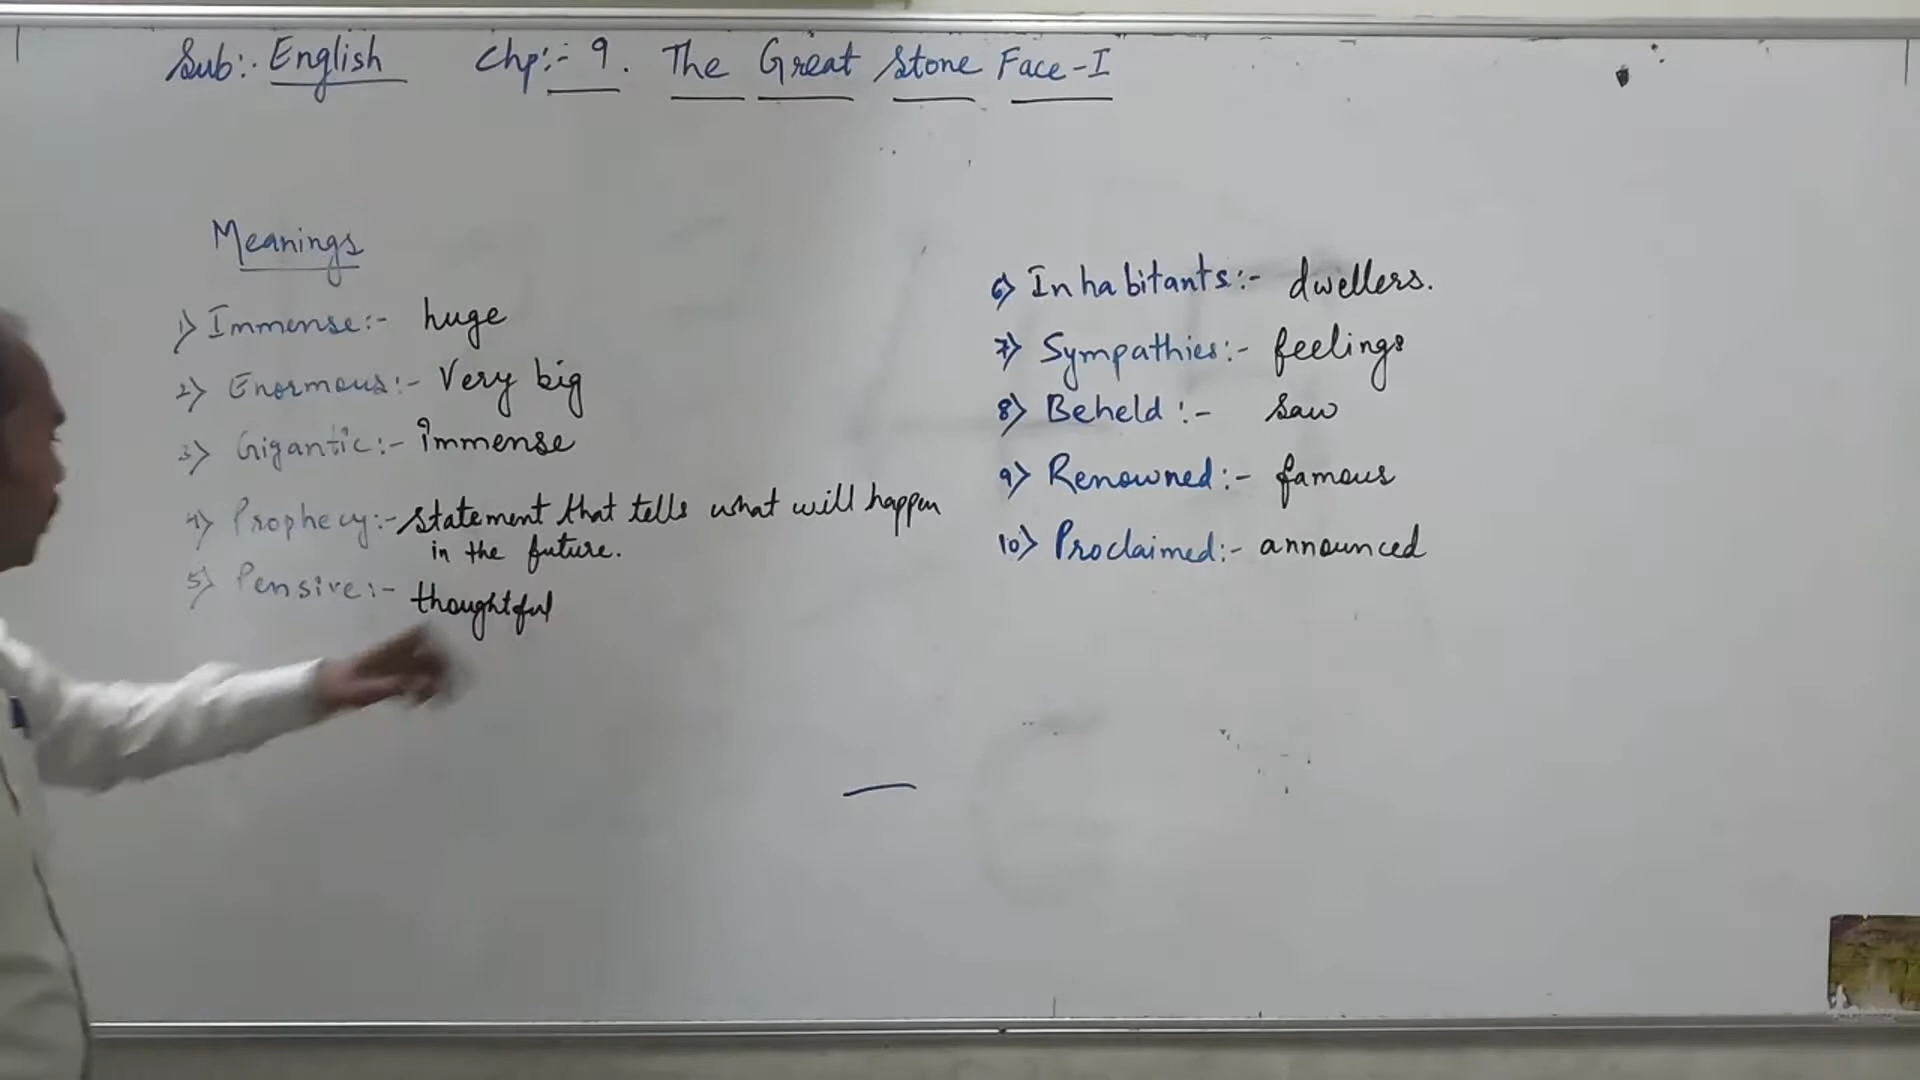 Sub:- English Chp:- 9. The Great Stone Face-I
Meanings
1) Immense:- huge
2) Enormous:- Very big
3) Gigantic:- immense
4) Prophecy:- statement that tells what will happen
in the future.
5) Pensive:- thoughtful
6) Inhabitants:- dwellers.
7) Sympathies:- feelings
8) Beheld:- saw
9) Renowned:- famous
10) Proclaimed:- announced